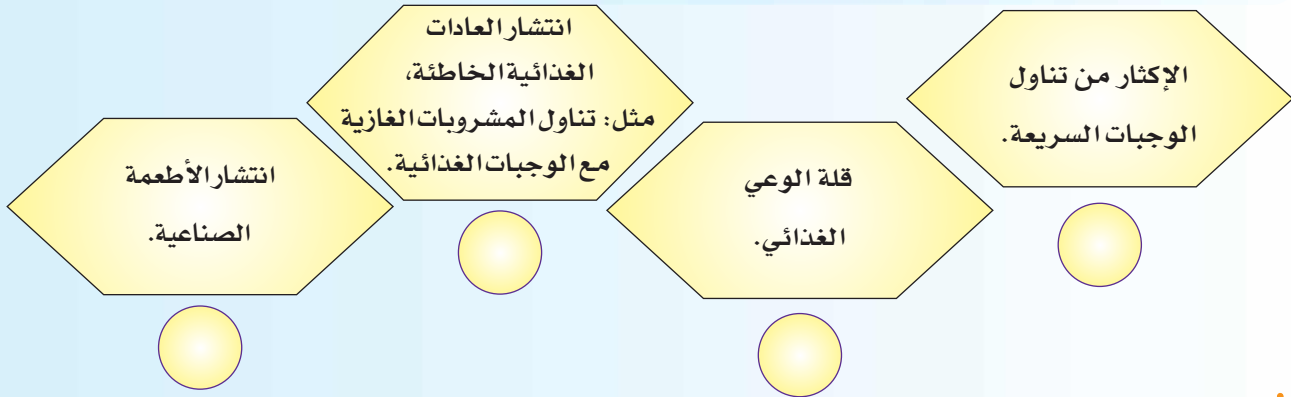 الإكثار من تناول
الوجبات السريعة.
قلة الوعي
الغذائي.
انتشار العادات
الغذائية الخاطئة،
مثل: تناول المشروبات الغازية
مع الوجبات الغذائية.
انتشار الأطعمة
الصناعية.